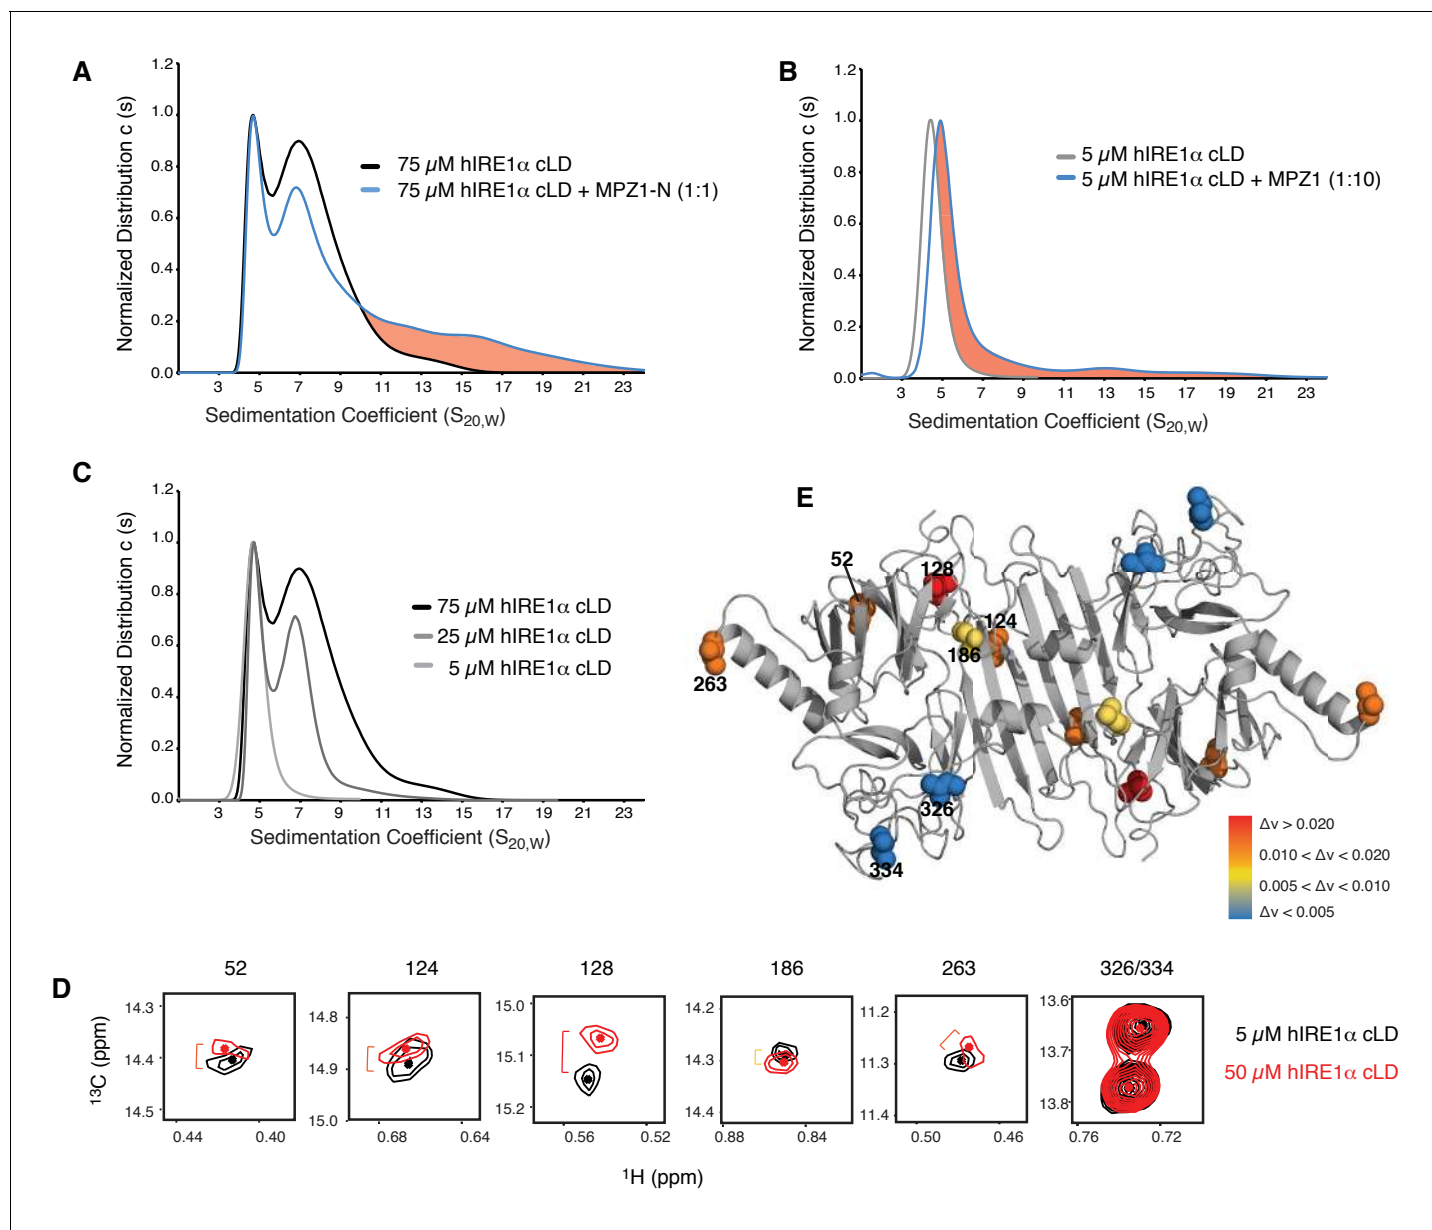 A
1.2
1.0
0.8
0.6
0.4
0.2
0.0
Normalized Distribution c (s)
75 µM hIRE1α cLD
75 µM hIRE1α cLD + MPZ1-N (1:1)
3 5 7 9 11 13 15 17 19 21 23
Sedimentation Coefficient (S20,W)
B
1.2
1.0
0.8
0.6
0.4
0.2
0.0
Normalized Distribution c (s)
5 µM hIRE1α cLD
5 µM hIRE1α cLD + MPZ1 (1:10)
3 5 7 9 11 13 15 17 19 21 23
Sedimentation Coefficient (S20,W)
C
1.2
1.0
0.8
0.6
0.4
0.2
0.0
Normalized Distribution c (s)
75 µM hIRE1α cLD
25 µM hIRE1α cLD
5 µM hIRE1α cLD
3 5 7 9 11 13 15 17 19 21 23
Sedimentation Coefficient (S20,W)
E
52
128
124
186
263
326
334
Δν > 0.020
0.010 < Δν < 0.020
0.005 < Δν < 0.010
Δν < 0.005
D
52 124 128 186 263 326/334
13C (ppm)
14.3
14.4
14.5
0.44 0.40
14.8
14.9
15.0
0.68 0.64
15.0
15.1
15.2
0.56 0.52
14.2
14.3
14.4
0.88 0.84
11.2
11.3
11.4
0.50 0.46
13.6
13.7
13.8
0.76 0.72
5 µM hIRE1α cLD
50 µM hIRE1α cLD
1H (ppm)